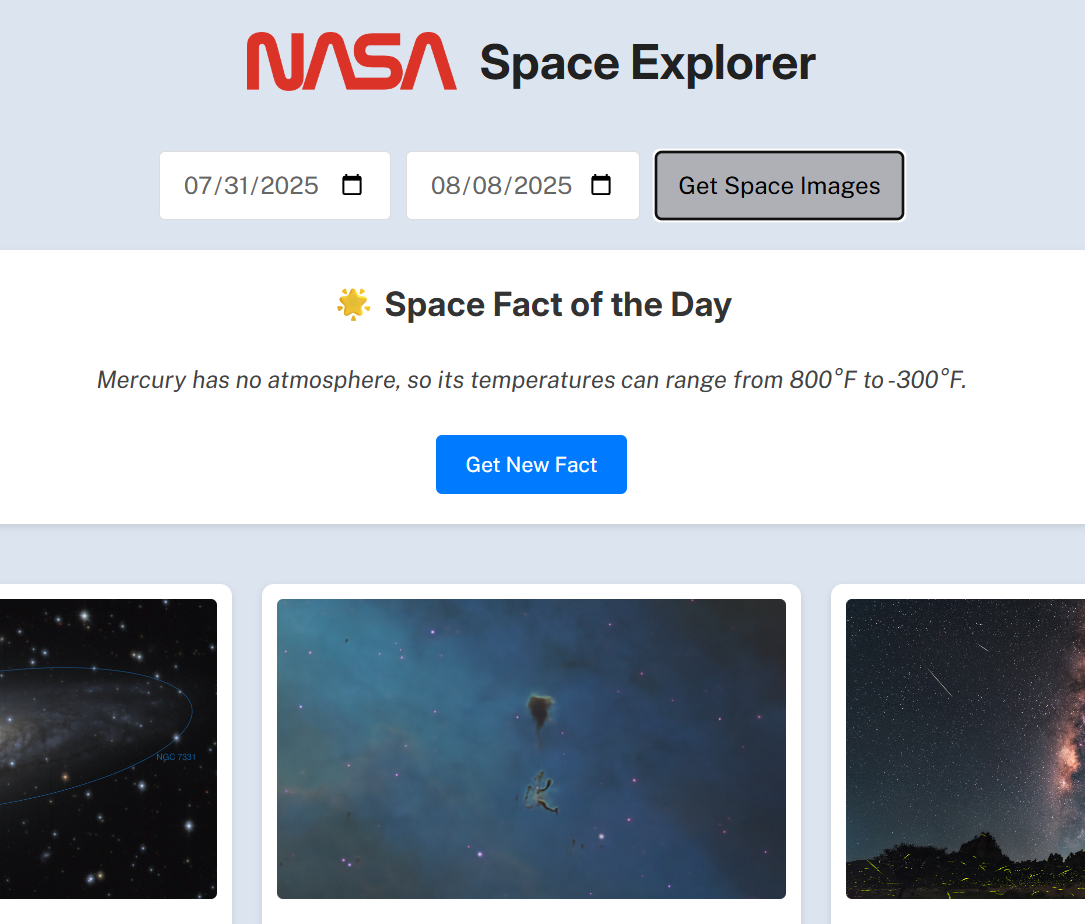 NASA Space Explorer
07/31/2025 08/08/2025 Get Space Images
🌟 Space Fact of the Day
Mercury has no atmosphere, so its temperatures can range from 800°F to -300°F.
Get New Fact
NGC 7331